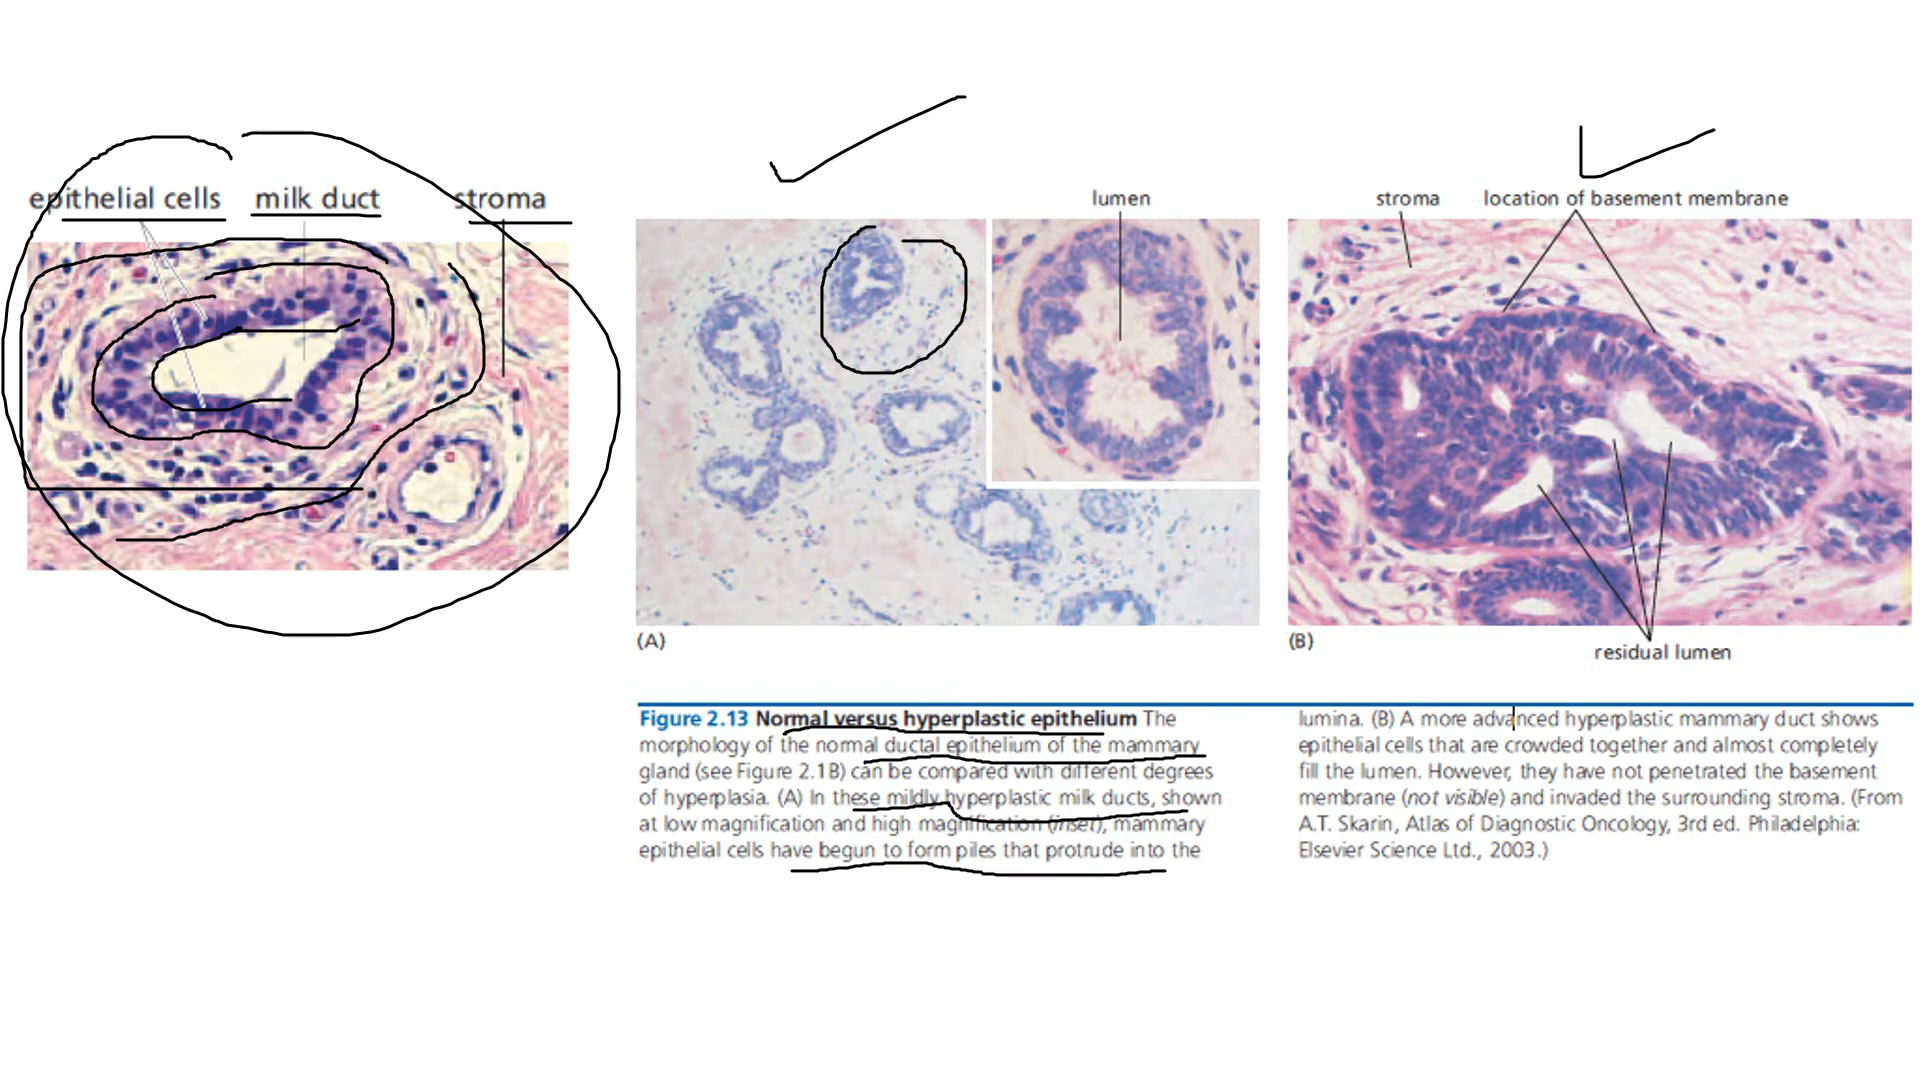 epithelial cells milk duct stroma
lumen
(A)
stroma location of basement membrane
residual lumen
(B)
Figure 2.13 Normal versus hyperplastic epithelium The
morphology of the normal ductal epithelium of the mammary
gland (see Figure 2.1B) can be compared with different degrees
of hyperplasia. (A) In these mildly hyperplastic milk ducts, shown
at low magnification and high magnification (inset), mammary
epithelial cells have begun to form piles that protrude into the
lumina. (B) A more advanced hyperplastic mammary duct shows
epithelial cells that are crowded together and almost completely
fill the lumen. However, they have not penetrated the basement
membrane (not visible) and invaded the surrounding stroma. (From
A.T. Skarin, Atlas of Diagnostic Oncology, 3rd ed. Philadelphia:
Elsevier Science Ltd., 2003.)